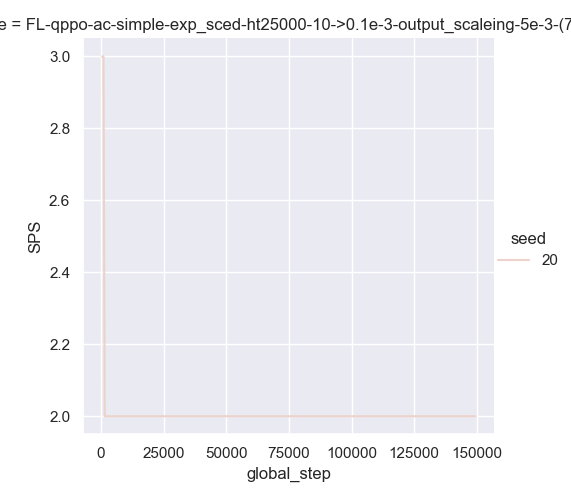 e = FL-qppo-ac-simple-exp_sced-ht25000-10->0.1e-3-output_scaleing-5e-3-(7
3.0
2.8
2.6
2.4
2.2
2.0
SPS
0 25000 50000 75000 100000 125000 150000
global_step
seed
20